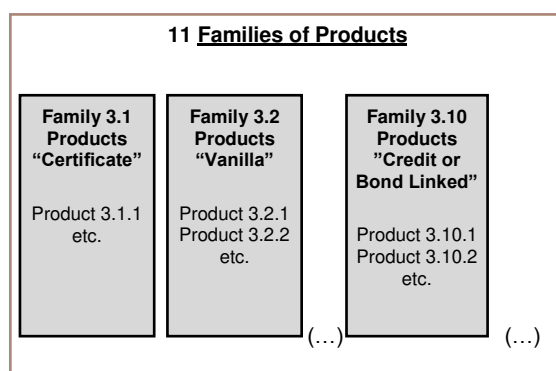 11 Families of Products
Family 3.1
Products
“Certificate”
Product 3.1.1
etc.
Family 3.2
Products
“Vanilla”
Product 3.2.1
Product 3.2.2
etc.
(…)
Family 3.10
Products
”Credit or
Bond Linked”
Product 3.10.1
Product 3.10.2
etc.
(…)